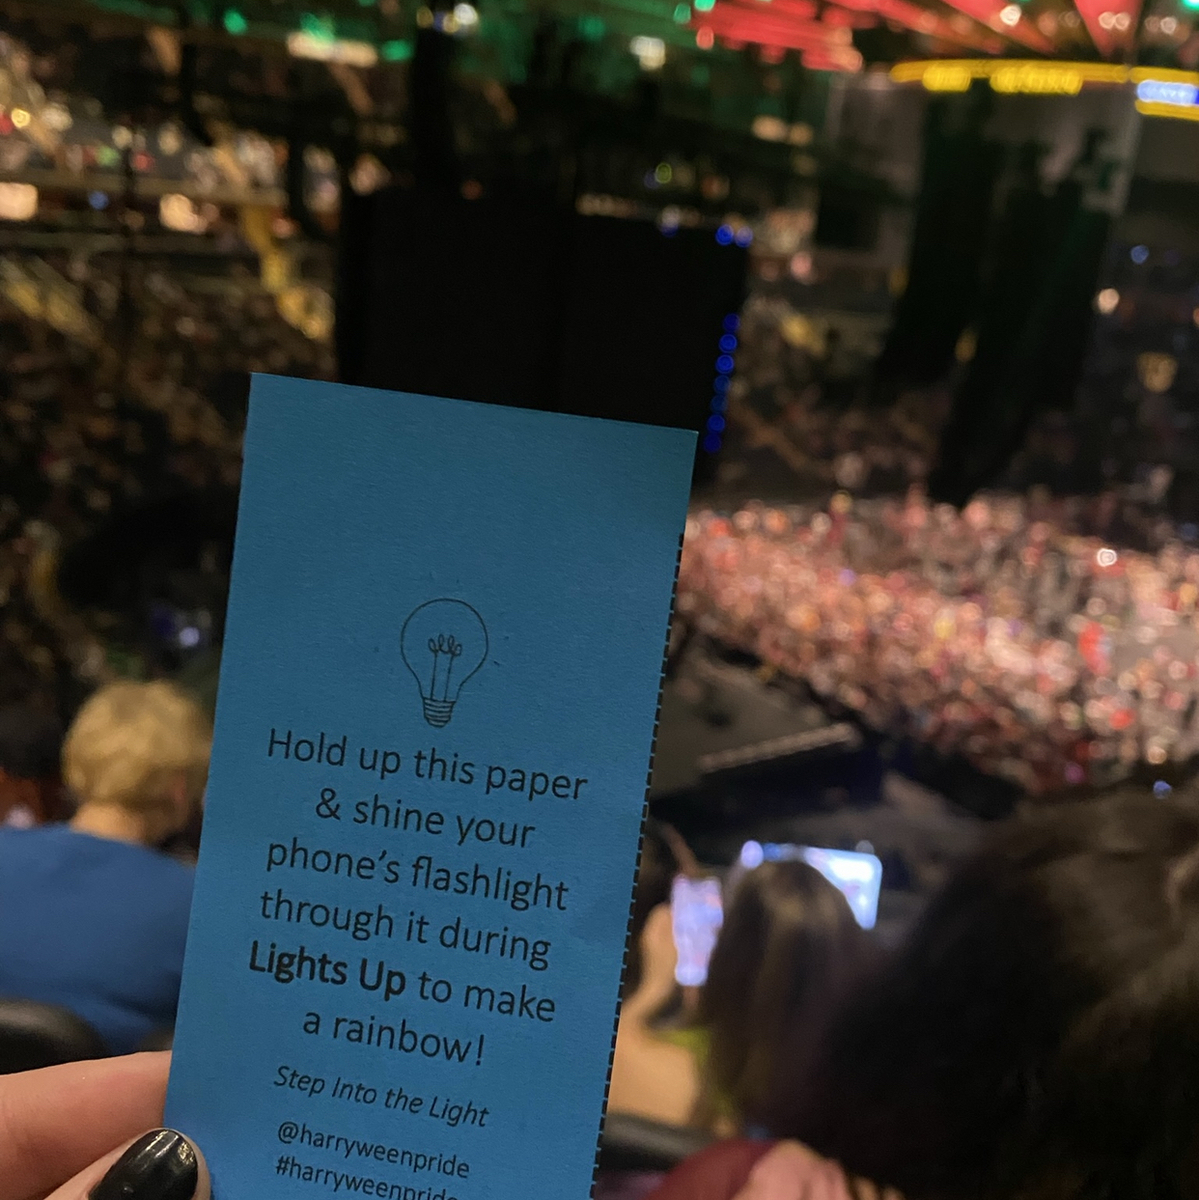 Hold up this paper
& shine your
phone's flashlight
through it during
Lights Up to make
a rainbow!
Step Into the Light
@harryweenpride
#harryweenpride